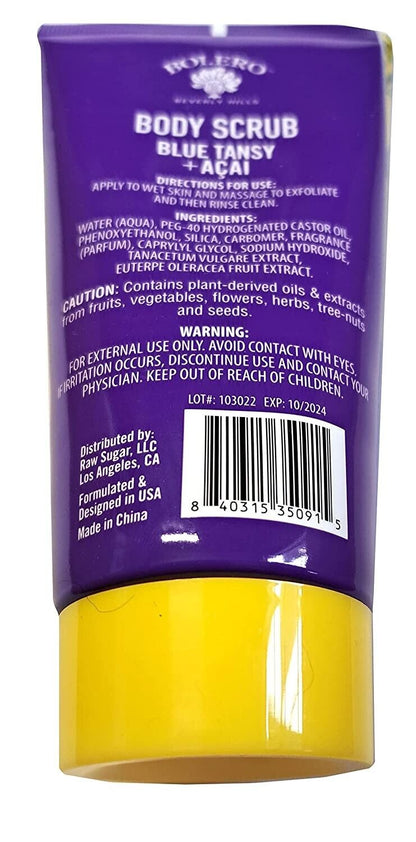 BOLERO
BEVERLY HILLS
BODY SCRUB
BLUE TANSY
+ AÇAI
DIRECTIONS FOR USE:
APPLY TO WET SKIN AND MASSAGE TO EXFOLIATE
AND THEN RINSE CLEAN.
INGREDIENTS:
WATER (AQUA), PEG-40 HYDROGENATED CASTOR OIL,
PHENOXYETHANOL, SILICA, CARBOMER, FRAGRANCE
(PARFUM), CAPRYLYL GLYCOL, SODIUM HYDROXIDE,
TANACETUM VULGARE EXTRACT,
EUTERPE OLERACEA FRUIT EXTRACT.
CAUTION: Contains plant-derived oils & extracts
from fruits, vegetables, flowers, herbs, tree-nuts
and seeds.
WARNING:
FOR EXTERNAL USE ONLY. AVOID CONTACT WITH EYES.
IF IRRITATION OCCURS, DISCONTINUE USE AND CONTACT YOUR
PHYSICIAN. KEEP OUT OF REACH OF CHILDREN.
LOT#: 103022 EXP: 10/2024
Distributed by:
Raw Sugar, LLC
Los Angeles, CA
Formulated &
Designed in USA
Made in China
8 40315 35091 5